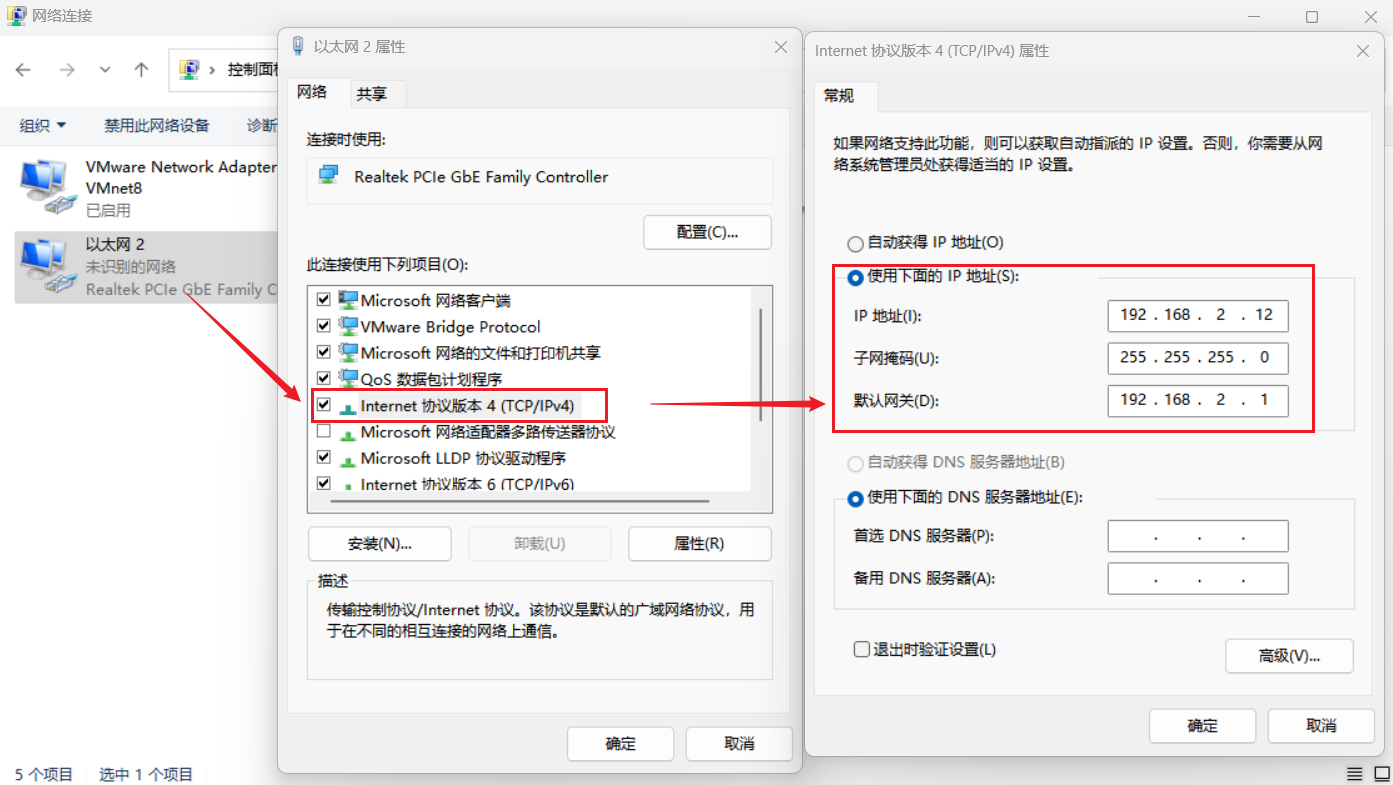 网络连接
控制面板
组织
禁用此网络设备
诊断
VMware Network Adapter
VMnet8
已启用
以太网 2
未识别的网络
Realtek PCIe GbE Family C
5 个项目
选中 1 个项目
以太网 2 属性
网络
共享
连接时使用:
Realtek PCIe GbE Family Controller
配置(C)...
此连接使用下列项目(O):
Microsoft 网络客户端
VMware Bridge Protocol
Microsoft 网络的文件和打印机共享
QoS 数据包计划程序
Internet 协议版本 4 (TCP/IPv4)
Microsoft 网络适配器多路传送器协议
Microsoft LLDP 协议驱动程序
Internet 协议版本 6 (TCP/IPv6)
安装(N)...
卸载(U)
属性(R)
描述
传输控制协议/Internet 协议。该协议是默认的广域网络协议，用
于在不同的相互连接的网络上通信。
确定
取消
Internet 协议版本 4 (TCP/IPv4) 属性
常规
如果网络支持此功能，则可以获取自动指派的 IP 设置。否则，你需要从网
络系统管理员处获得适当的 IP 设置。
自动获得 IP 地址(O)
使用下面的 IP 地址(S):
IP 地址(I):
192 . 168 . 2 . 12
子网掩码(U):
255 . 255 . 255 . 0
默认网关(D):
192 . 168 . 2 . 1
自动获得 DNS 服务器地址(B)
使用下面的 DNS 服务器地址(E):
首选 DNS 服务器(P):
. . .
备用 DNS 服务器(A):
. . .
退出时验证设置(L)
高级(V)...
确定
取消